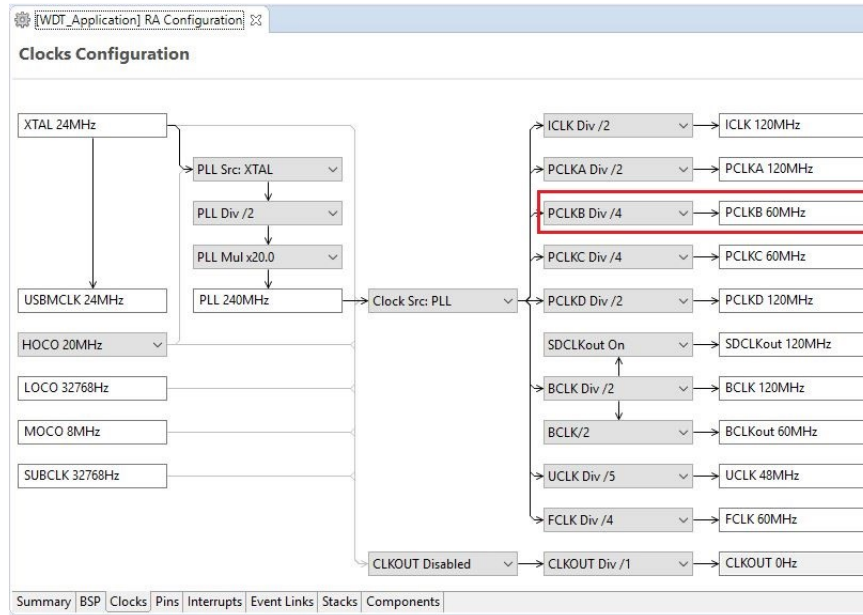 [WDT_Application] RA Configuration
Clocks Configuration
XTAL 24MHz
ICLK Div /2
ICLK 120MHz
PLL Src: XTAL
PCLKA Div /2
PCLKA 120MHz
PLL Div /2
PCLKB Div /4
PCLKB 60MHz
PLL Mul x20.0
PCLKC Div /4
PCLKC 60MHz
USBMCLK 24MHz
PLL 240MHz
Clock Src: PLL
PCLKD Div /2
PCLKD 120MHz
HOCO 20MHz
SDCLKout On
SDCLKout 120MHz
LOCO 32768Hz
BCLK Div /2
BCLK 120MHz
MOCO 8MHz
BCLK/2
BCLKout 60MHz
SUBCLK 32768Hz
UCLK Div /5
UCLK 48MHz
FCLK Div /4
FCLK 60MHz
CLKOUT Disabled
CLKOUT Div /1
CLKOUT 0Hz
Summary BSP Clocks Pins Interrupts Event Links Stacks Components